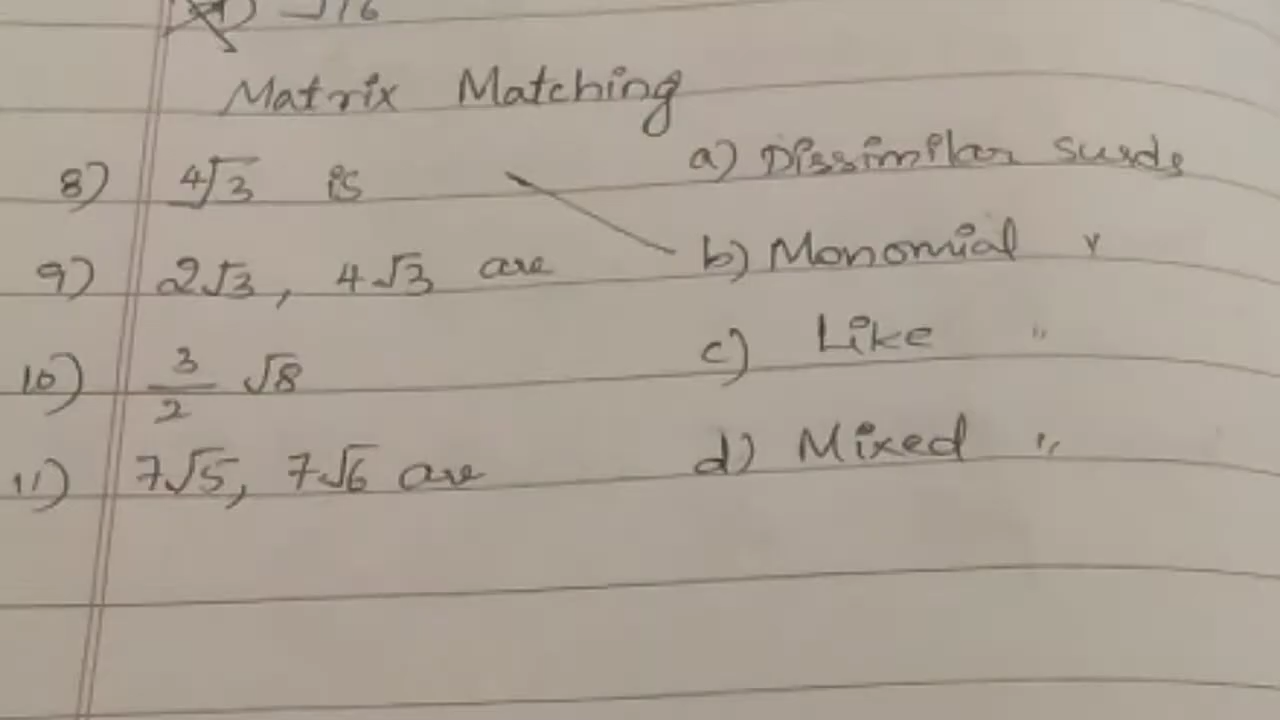 √16
Matrix Matching
8) ∜3 is a) Dissimilar surds
9) 2√3, 4√3 are b) Monomial "
10) 3/2 √8 c) Like "
11) 7√5, 7√6 are d) Mixed "